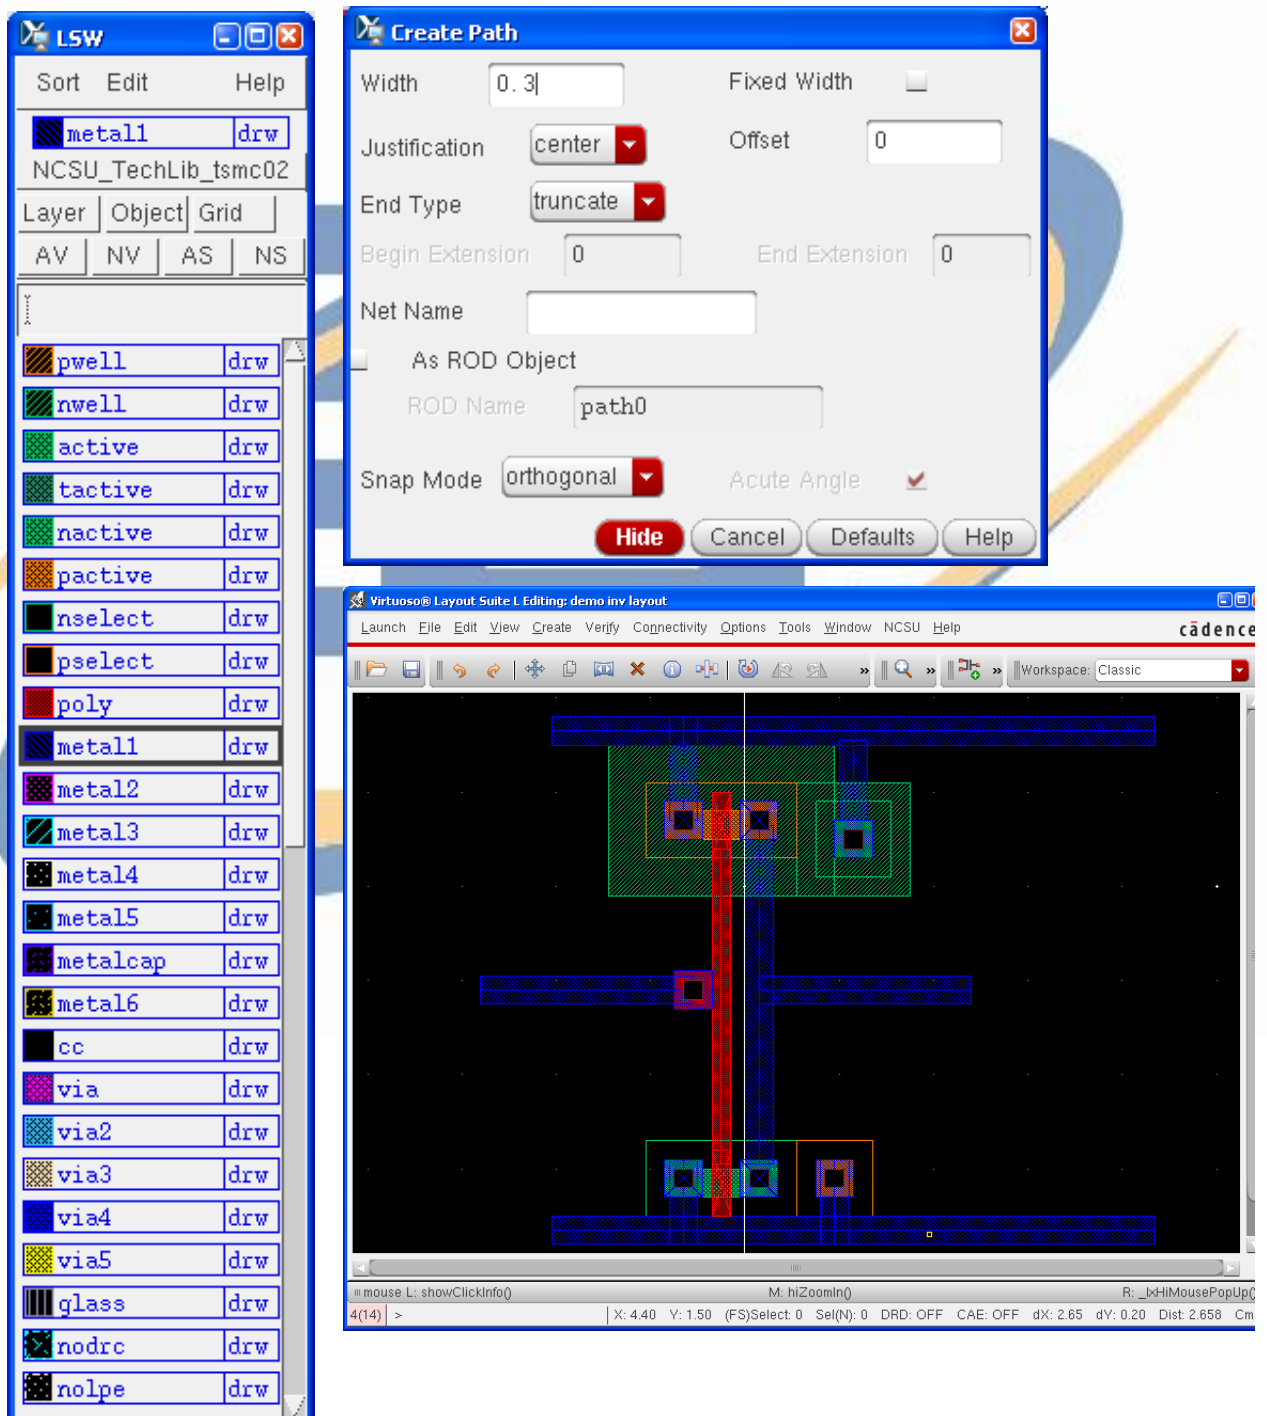 LSW
Sort Edit Help
metal1 drw
NCSU_TechLib_tsmc02
Layer Object Grid
AV NV AS NS
pwell drw
nwell drw
active drw
tactive drw
nactive drw
pactive drw
nselect drw
pselect drw
poly drw
metal1 drw
metal2 drw
metal3 drw
metal4 drw
metal5 drw
metalcap drw
metal6 drw
cc drw
via drw
via2 drw
via3 drw
via4 drw
via5 drw
glass drw
nodrc drw
nolpe drw
Create Path
Width 0.3 Fixed Width
Justification center Offset 0
End Type truncate
Begin Extension 0 End Extension 0
Net Name
As ROD Object
ROD Name path0
Snap Mode orthogonal Acute Angle
Hide Cancel Defaults Help
Virtuoso® Layout Suite L Editing: demo inv layout
Launch File Edit View Create Verify Connectivity Options Tools Window NCSU Help cādence
» » » Workspace: Classic
mouse L: showClickInfo() M: hiZoomIn() R: _lxHiMousePopUp()
4(14) > X: 4.40 Y: 1.50 (FS)Select: 0 Sel(N): 0 DRD: OFF CAE: OFF dX: 2.65 dY: 0.20 Dist: 2.658 Cm